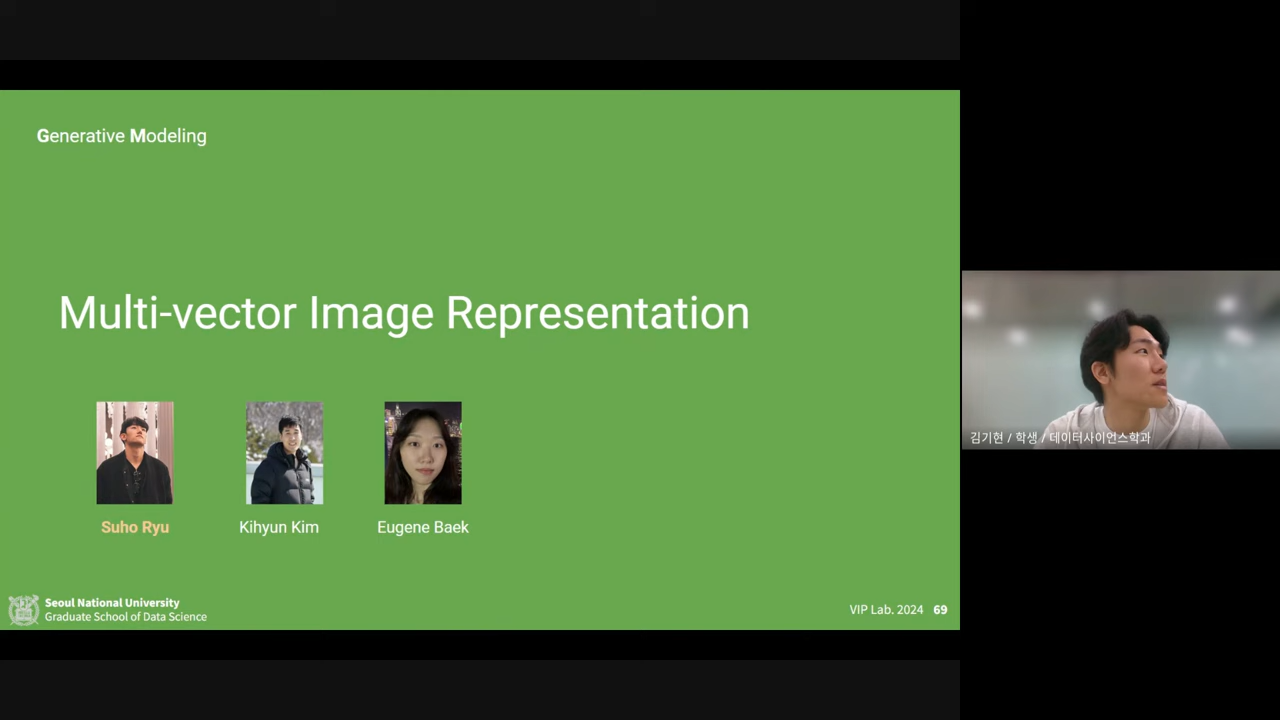 Generative Modeling
Multi-vector Image Representation
Suho Ryu
Kihyun Kim
Eugene Baek
Seoul National University
Graduate School of Data Science
VIP Lab. 2024 69
김기현 / 학생 / 데이터사이언스학과